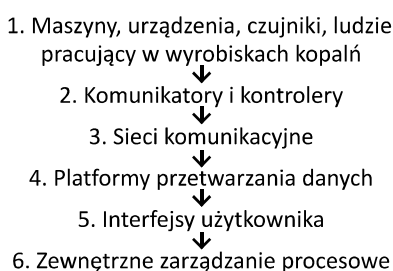 1. Maszyny, urządzenia, czujniki, ludzie
pracujący w wyrobiskach kopalń
2. Komunikatory i kontrolery
3. Sieci komunikacyjne
4. Platformy przetwarzania danych
5. Interfejsy użytkownika
6. Zewnętrzne zarządzanie procesowe